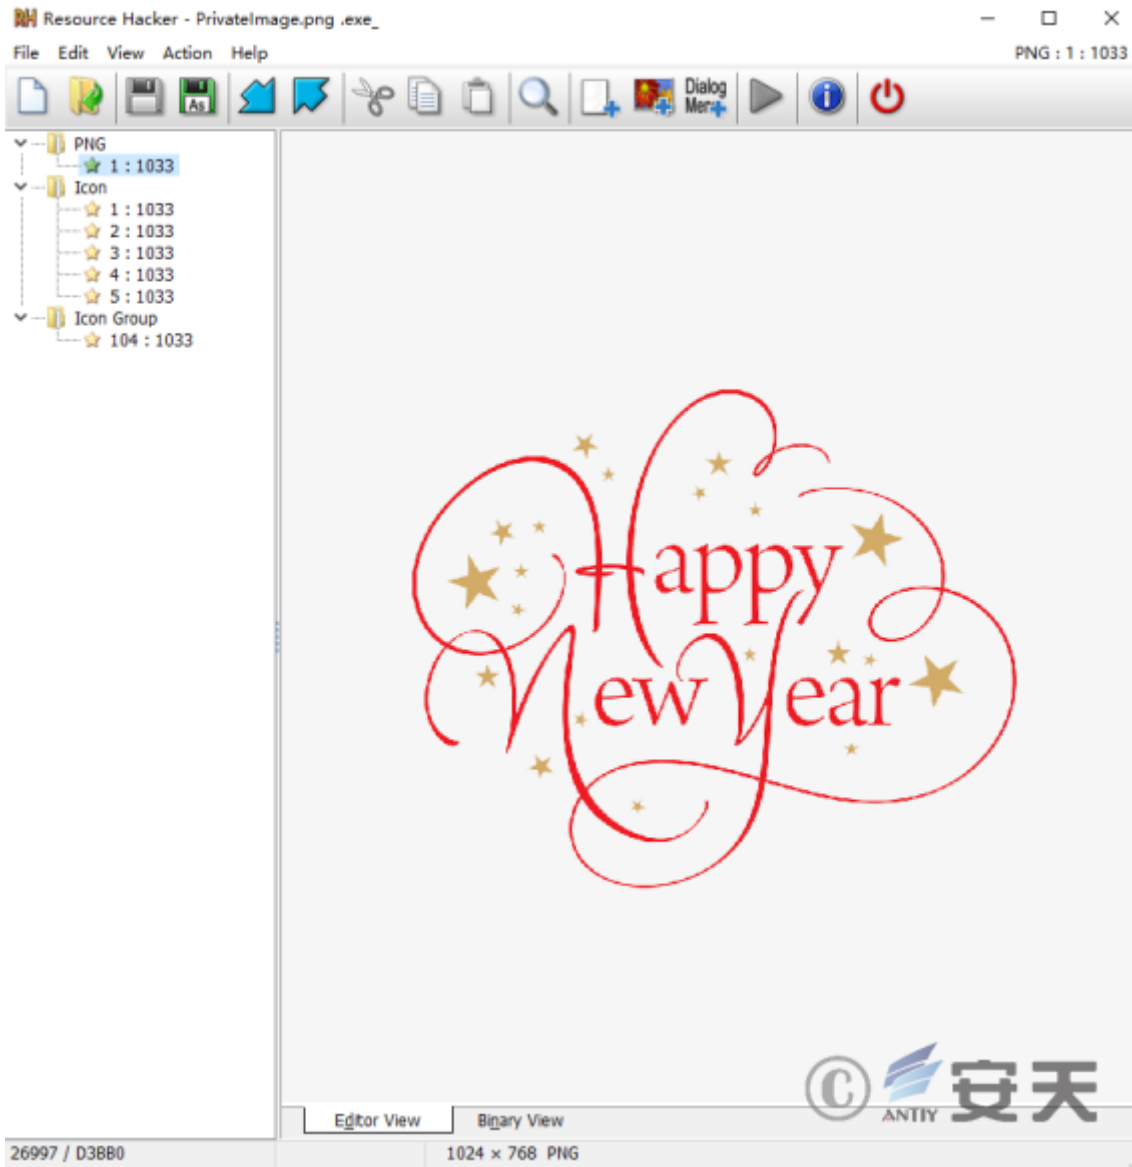 Resource Hacker - PrivateImage.png .exe_
File Edit View Action Help
PNG : 1 : 1033
As
Dialog
Menu
PNG
1 : 1033
Icon
1 : 1033
2 : 1033
3 : 1033
4 : 1033
5 : 1033
Icon Group
104 : 1033
Happy
New Year
© ANTIY 安天
Editor View Binary View
26997 / D3BB0 1024 × 768 PNG